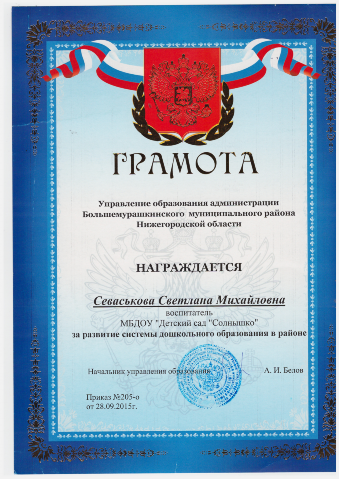 ГРАМОТА
Управление образования администрации
Большемурашкинского муниципального района
Нижегородской области
НАГРАЖДАЕТСЯ
Севаськова Светлана Михайловна
воспитатель
МБДОУ "Детский сад "Солнышко"
за развитие системы дошкольного образования в районе
Начальник управления образования А. И. Белов
Приказ №205-о
от 28.09.2015г.